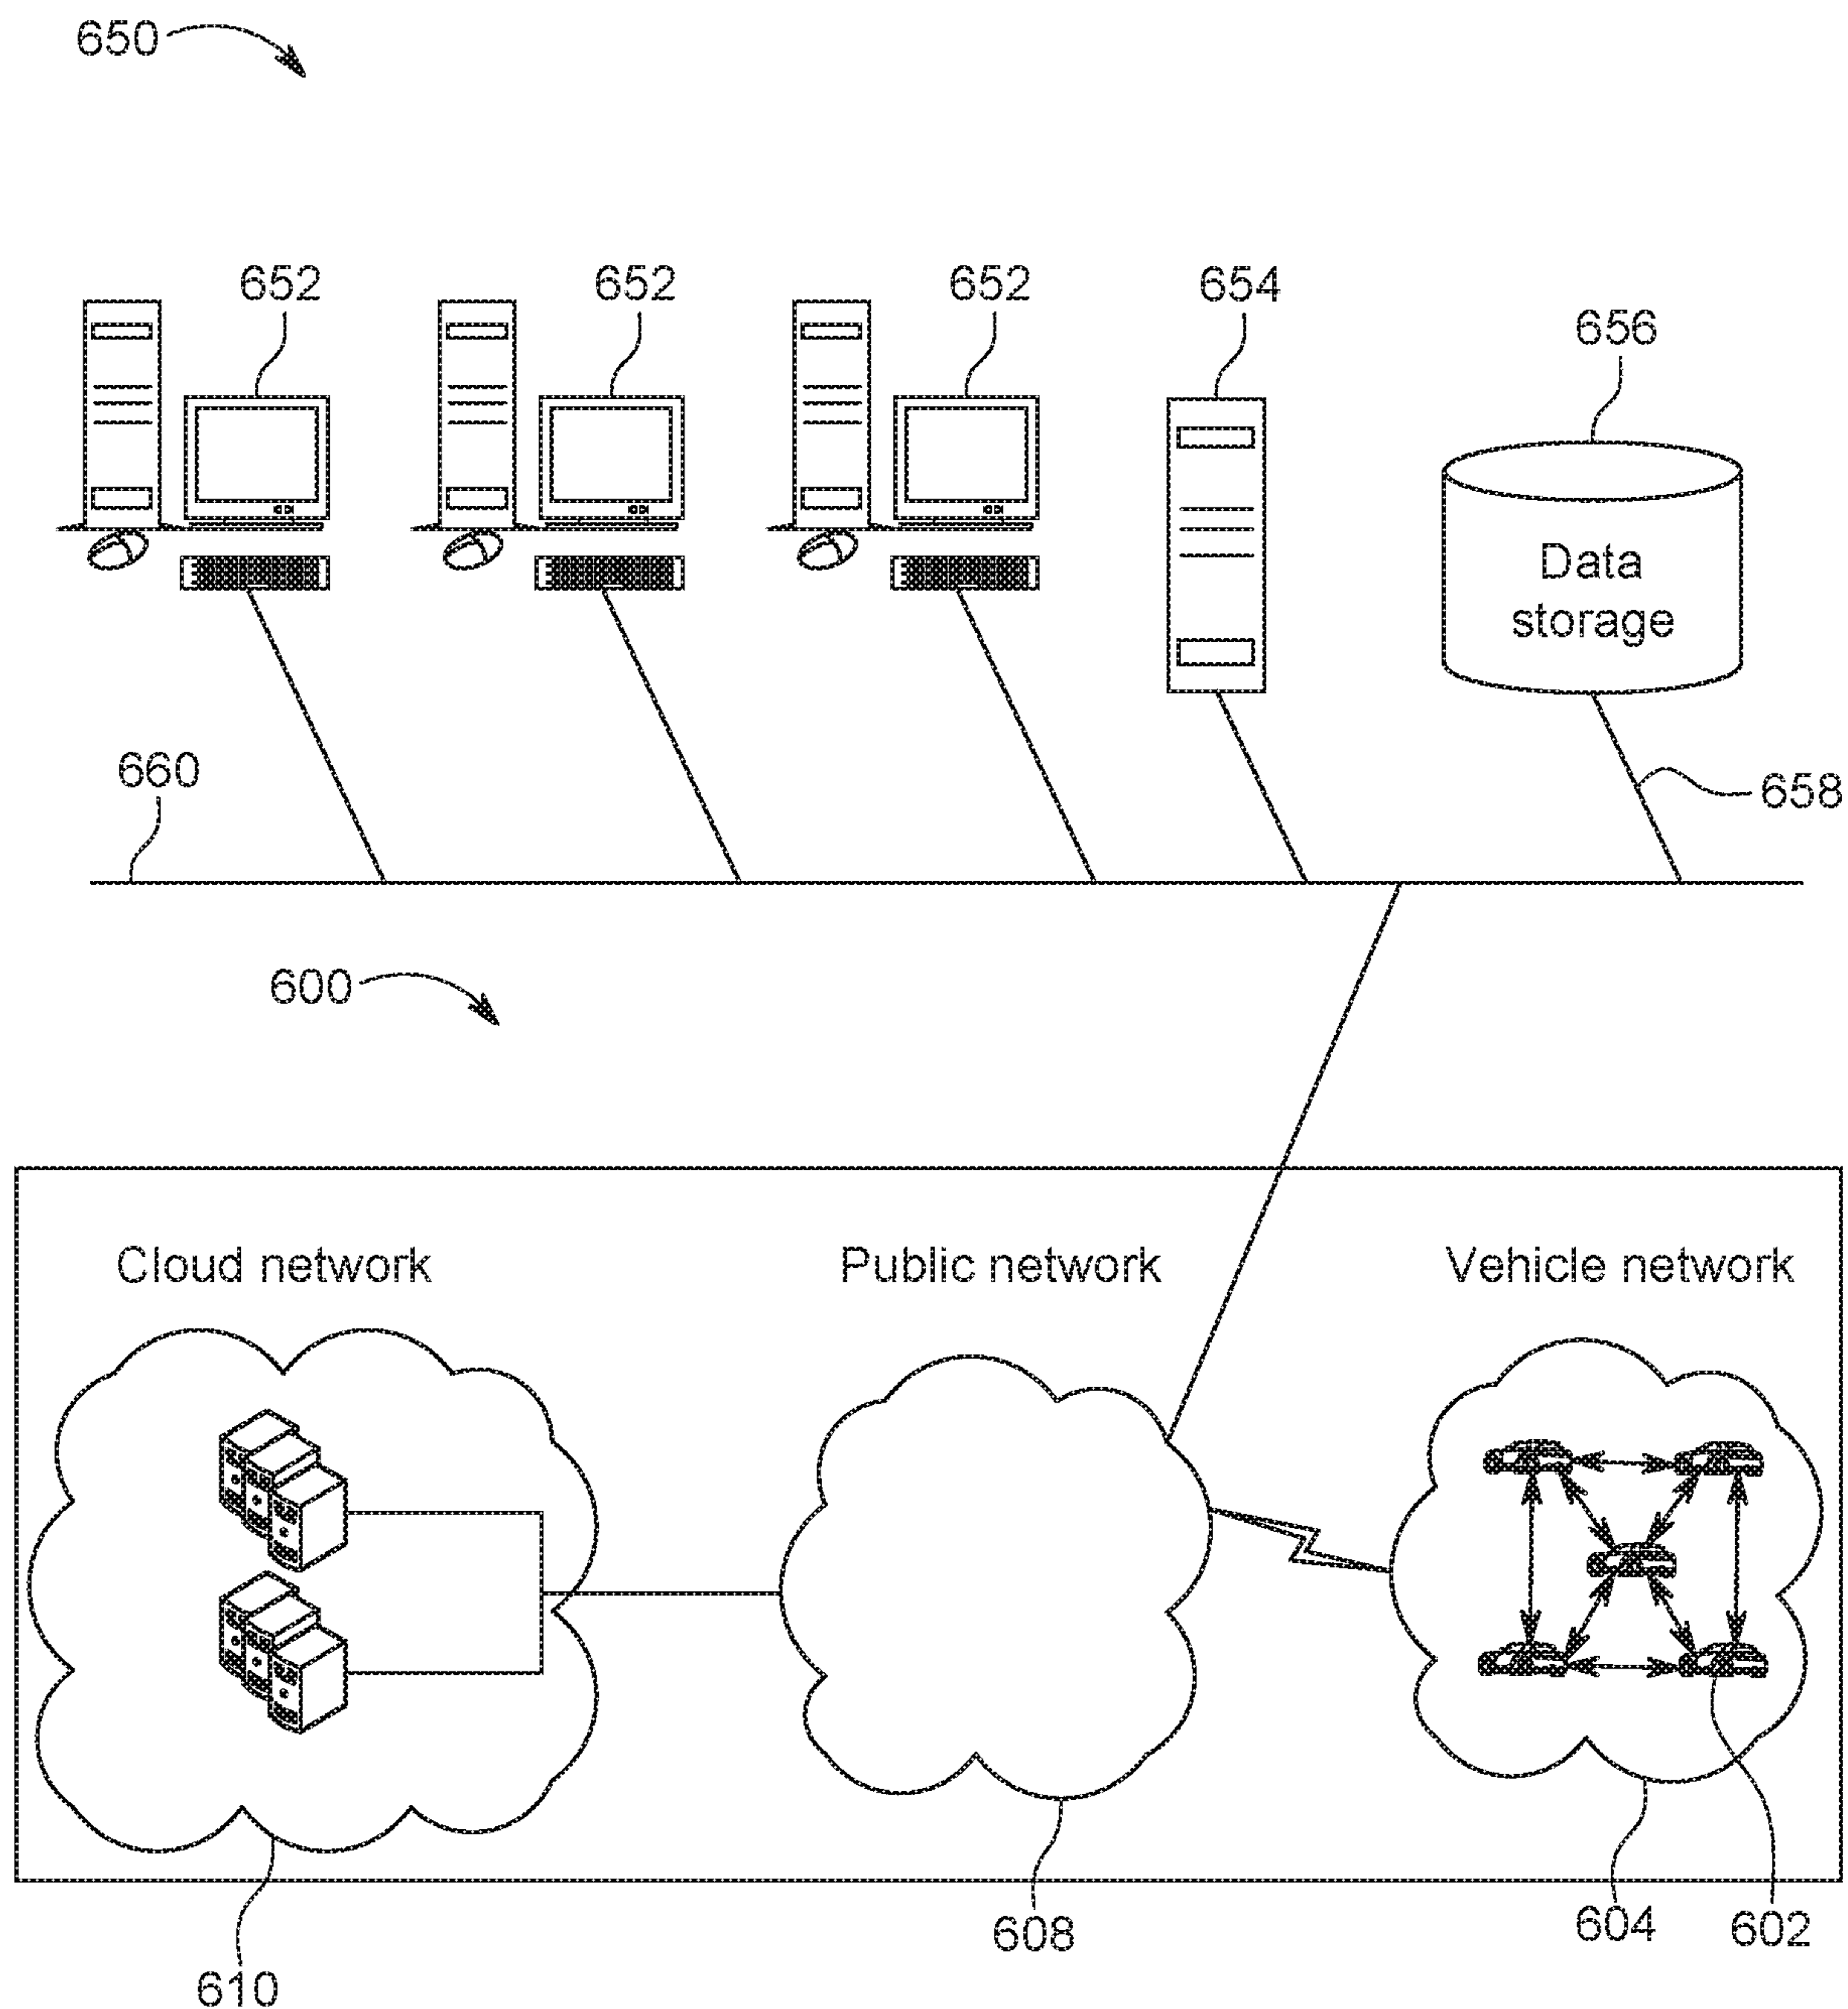 650
652
652
652
654
656
Data
storage
660
658
600
Cloud network
Public network
Vehicle network
604
602
608
610